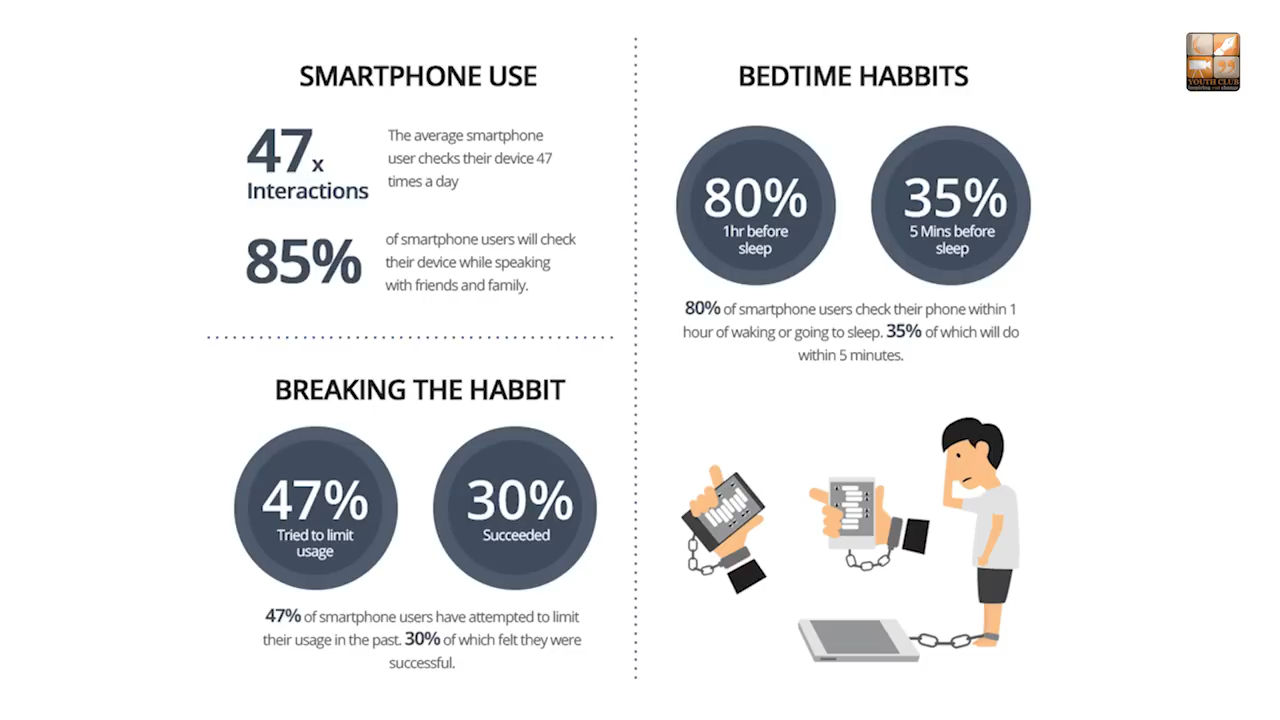 SMARTPHONE USE
47x
Interactions
The average smartphone
user checks their device 47
times a day
85%
of smartphone users will check
their device while speaking
with friends and family.
BREAKING THE HABBIT
47%
Tried to limit
usage
30%
Succeeded
47% of smartphone users have attempted to limit
their usage in the past. 30% of which felt they were
successful.
BEDTIME HABBITS
80%
1hr before
sleep
35%
5 Mins before
sleep
80% of smartphone users check their phone within 1
hour of waking or going to sleep. 35% of which will do
within 5 minutes.
YOUTH CLUB